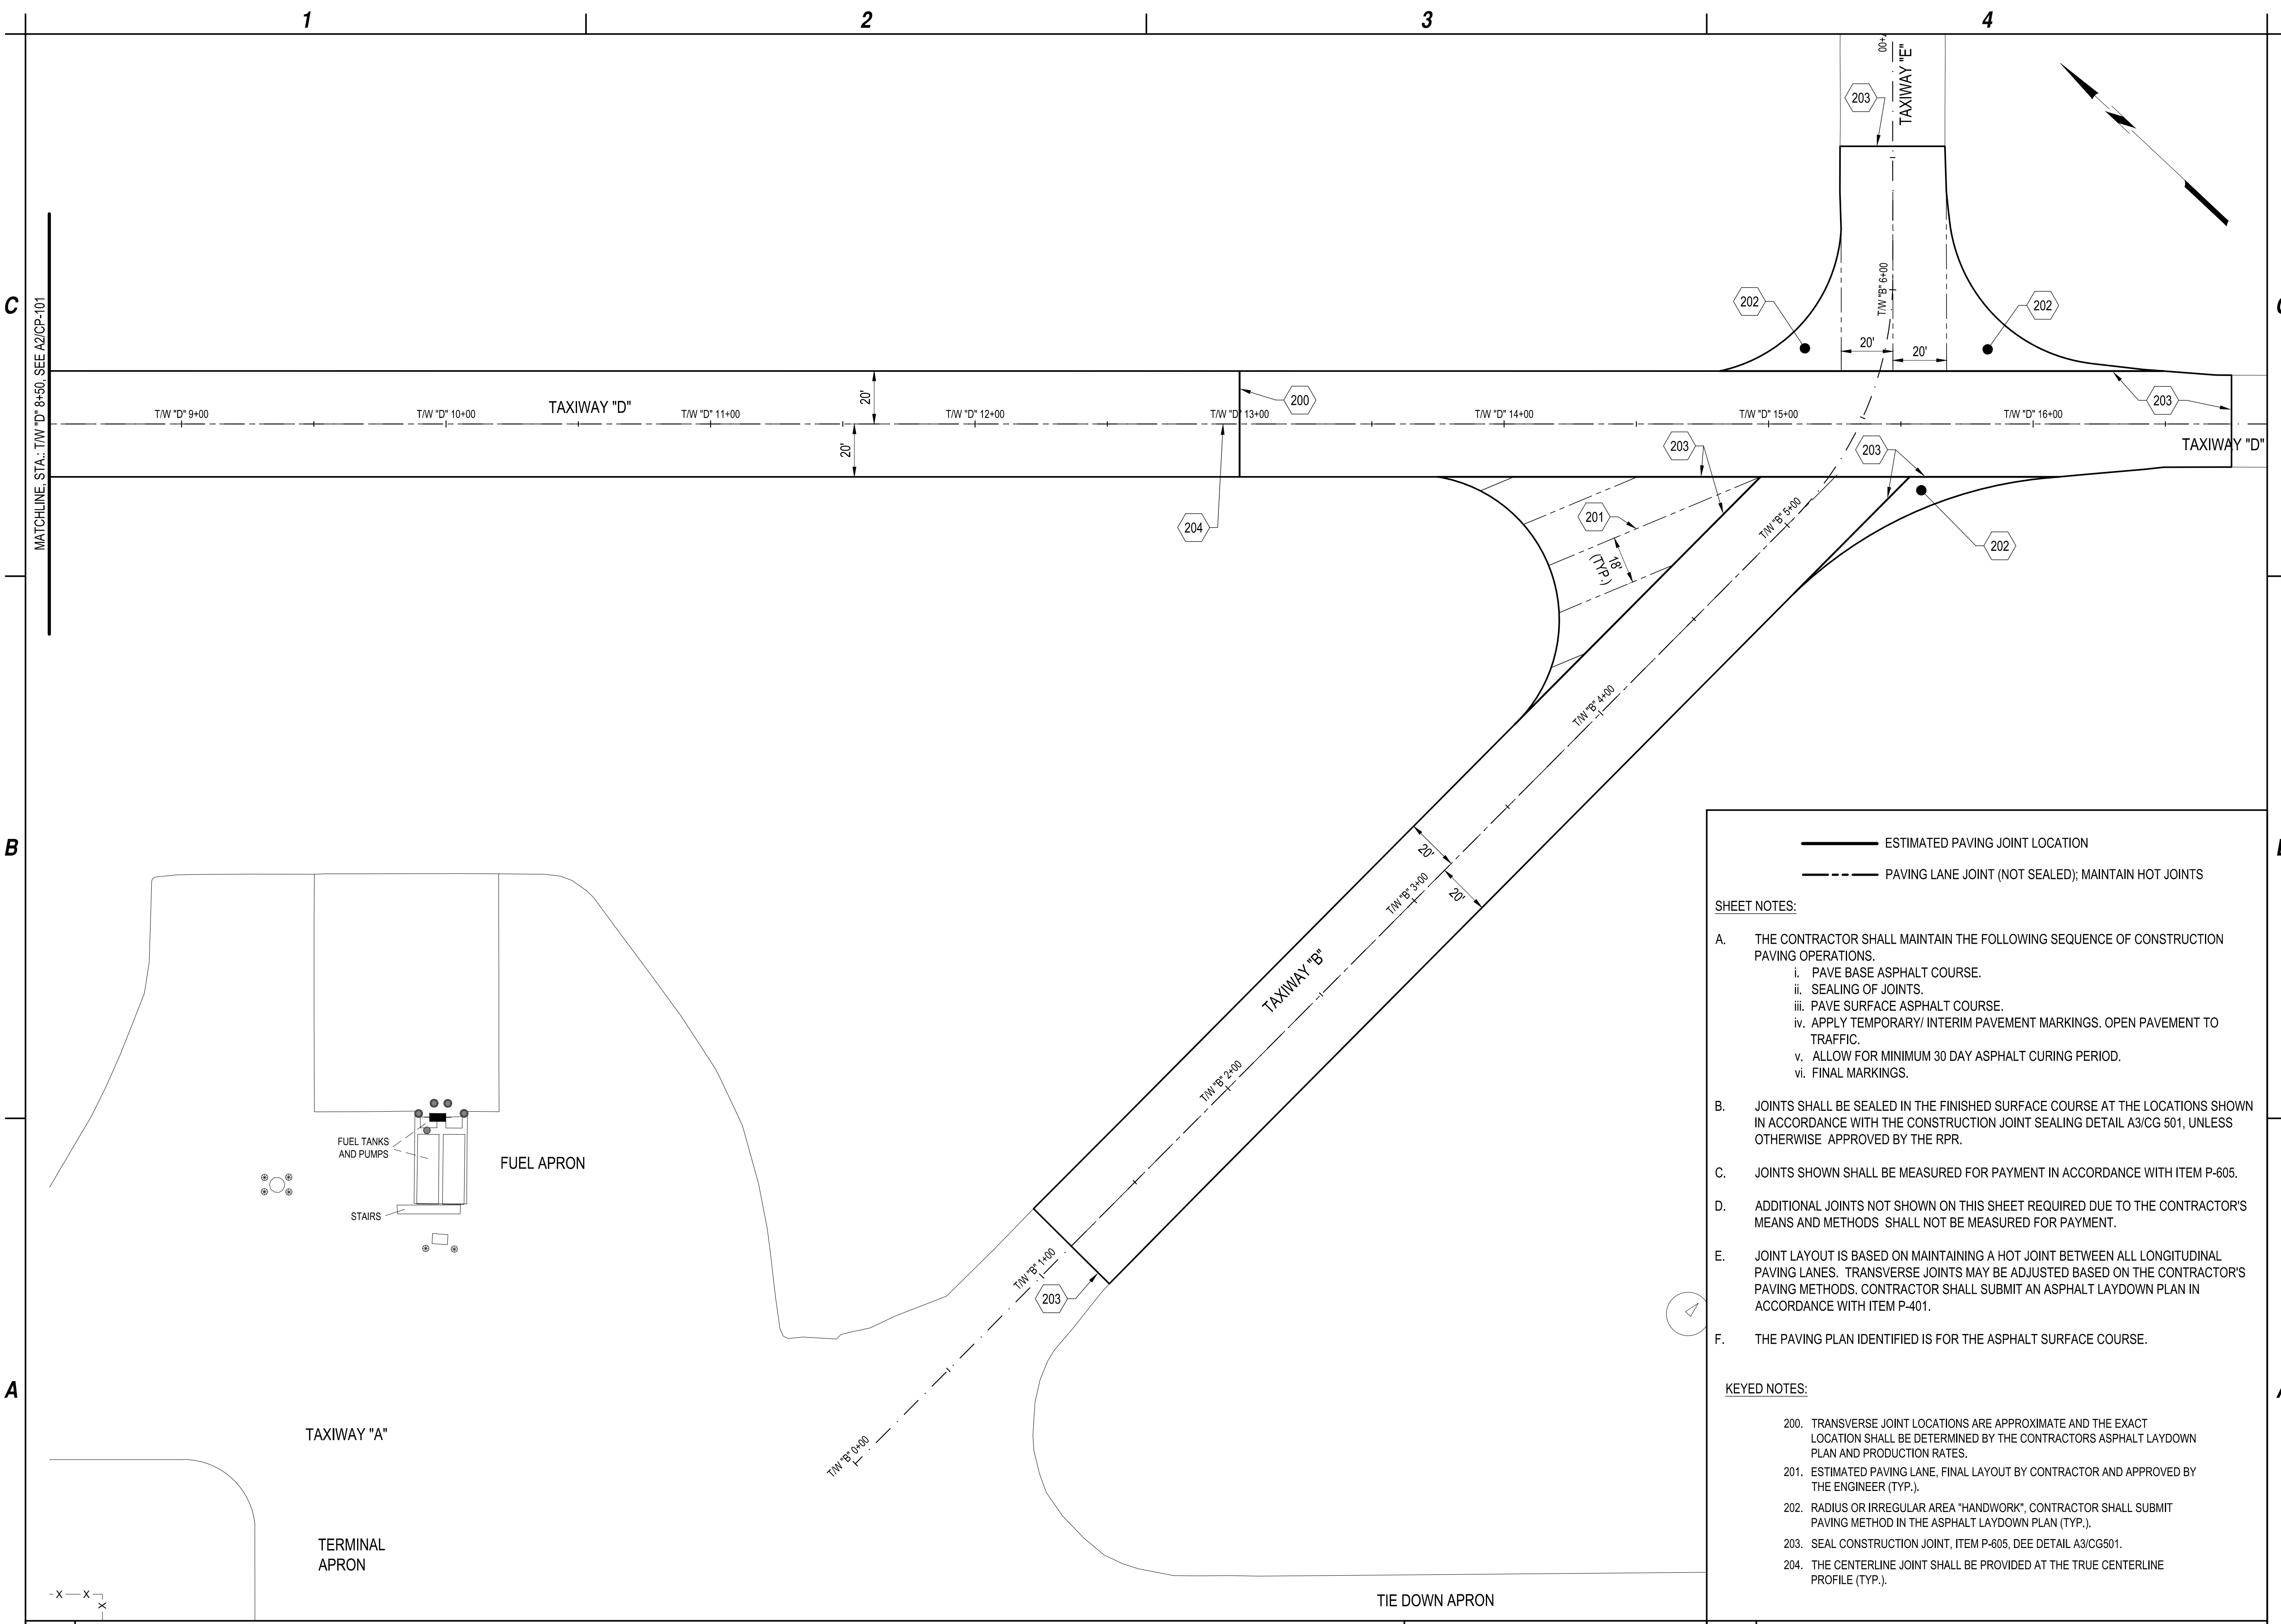 1
2
3
4
C
B
A
MATCHLINE, STA.: T/W "D" 8+50, SEE A2/CP-101
TAXIWAY "E"
203
202
202
T/W "B" 6+00
20'
20'
20'
200
203
T/W "D" 9+00
T/W "D" 10+00
TAXIWAY "D"
T/W "D" 11+00
T/W "D" 12+00
T/W "D" 13+00
T/W "D" 14+00
T/W "D" 15+00
T/W "D" 16+00
TAXIWAY "D"
20'
203
203
204
201
18'
(TYP.)
T/W "B" 5+00
202
T/W "B" 4+00
20'
20'
T/W "B" 3+00
TAXIWAY "B"
T/W "B" 2+00
T/W "B" 1+00
203
T/W "B" 0+00
FUEL TANKS
AND PUMPS
FUEL APRON
STAIRS
TAXIWAY "A"
TERMINAL
APRON
X X
X
TIE DOWN APRON
ESTIMATED PAVING JOINT LOCATION
PAVING LANE JOINT (NOT SEALED); MAINTAIN HOT JOINTS
SHEET NOTES:
A. THE CONTRACTOR SHALL MAINTAIN THE FOLLOWING SEQUENCE OF CONSTRUCTION
PAVING OPERATIONS.
i. PAVE BASE ASPHALT COURSE.
ii. SEALING OF JOINTS.
iii. PAVE SURFACE ASPHALT COURSE.
iv. APPLY TEMPORARY/ INTERIM PAVEMENT MARKINGS. OPEN PAVEMENT TO
TRAFFIC.
v. ALLOW FOR MINIMUM 30 DAY ASPHALT CURING PERIOD.
vi. FINAL MARKINGS.
B. JOINTS SHALL BE SEALED IN THE FINISHED SURFACE COURSE AT THE LOCATIONS SHOWN
IN ACCORDANCE WITH THE CONSTRUCTION JOINT SEALING DETAIL A3/CG 501, UNLESS
OTHERWISE APPROVED BY THE RPR.
C. JOINTS SHOWN SHALL BE MEASURED FOR PAYMENT IN ACCORDANCE WITH ITEM P-605.
D. ADDITIONAL JOINTS NOT SHOWN ON THIS SHEET REQUIRED DUE TO THE CONTRACTOR'S
MEANS AND METHODS SHALL NOT BE MEASURED FOR PAYMENT.
E. JOINT LAYOUT IS BASED ON MAINTAINING A HOT JOINT BETWEEN ALL LONGITUDINAL
PAVING LANES. TRANSVERSE JOINTS MAY BE ADJUSTED BASED ON THE CONTRACTOR'S
PAVING METHODS. CONTRACTOR SHALL SUBMIT AN ASPHALT LAYDOWN PLAN IN
ACCORDANCE WITH ITEM P-401.
F. THE PAVING PLAN IDENTIFIED IS FOR THE ASPHALT SURFACE COURSE.
KEYED NOTES:
200. TRANSVERSE JOINT LOCATIONS ARE APPROXIMATE AND THE EXACT
LOCATION SHALL BE DETERMINED BY THE CONTRACTORS ASPHALT LAYDOWN
PLAN AND PRODUCTION RATES.
201. ESTIMATED PAVING LANE, FINAL LAYOUT BY CONTRACTOR AND APPROVED BY
THE ENGINEER (TYP.).
202. RADIUS OR IRREGULAR AREA "HANDWORK", CONTRACTOR SHALL SUBMIT
PAVING METHOD IN THE ASPHALT LAYDOWN PLAN (TYP.).
203. SEAL CONSTRUCTION JOINT, ITEM P-605, DEE DETAIL A3/CG501.
204. THE CENTERLINE JOINT SHALL BE PROVIDED AT THE TRUE CENTERLINE
PROFILE (TYP.).